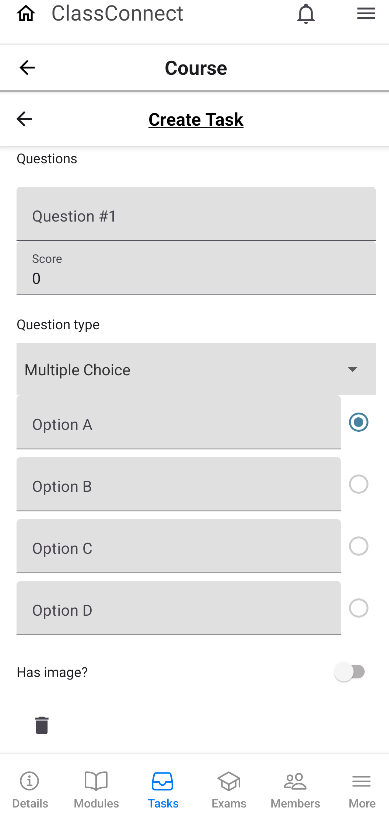 ClassConnect
Course
Create Task
Questions
Question #1
Score
0
Question type
Multiple Choice
Option A
Option B
Option C
Option D
Has image?
Details Modules Tasks Exams Members More